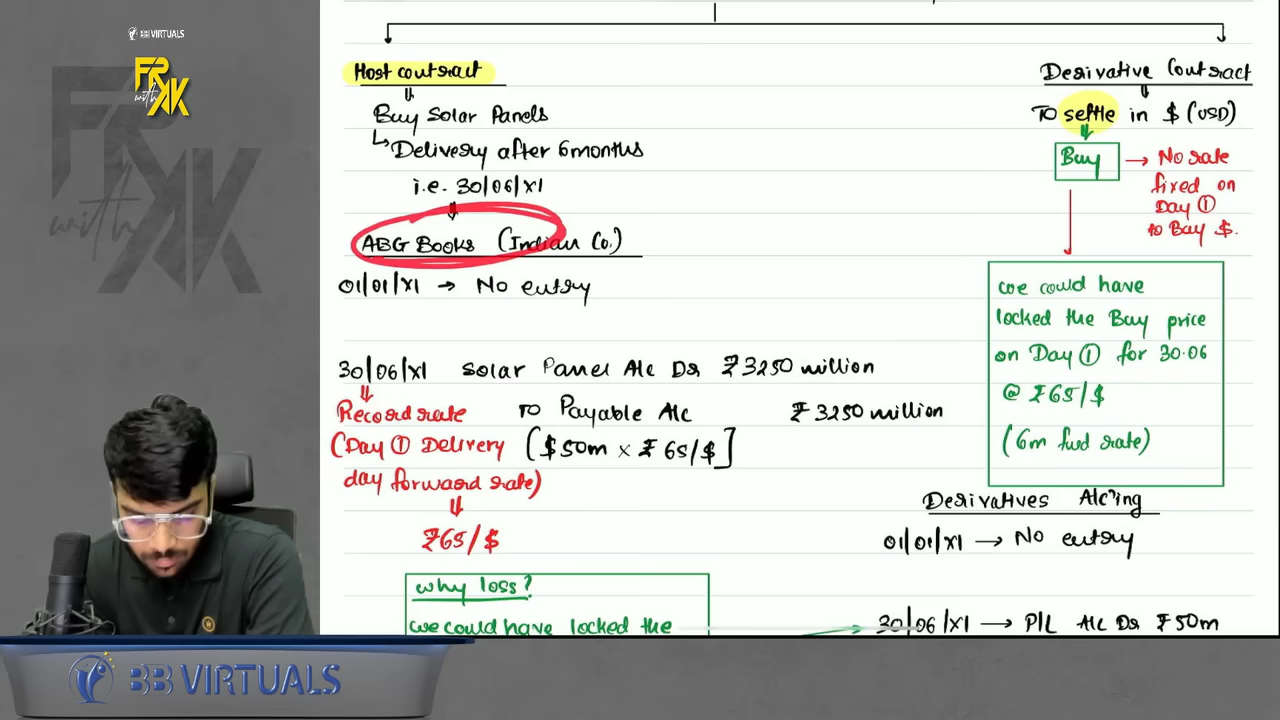 BB VIRTUALS
FR
with
KK
FR
with
KK
Host contract
Buy Solar Panels
Delivery after 6months
i.e. 30/06/X1
ABG Books (Indian Co.)
01/01/X1 → No entry
30/06/X1 Solar Panel A/c Dr ₹3250 million
Record rate To Payable A/c ₹3250 million
(Day ① Delivery [$50m × ₹65/$]
day forward rate)
₹65/$
why loss?
we could have locked the
Derivative Contract
To settle in $ (USD)
Buy → No rate
fixed on
Day ①
to Buy $.
we could have
locked the Buy price
on Day ① for 30.06
@ ₹65/$
(6m fwd rate)
Derivatives A/c'ing
01/01/X1 → No entry
30/06/X1 → P/L A/c Dr ₹50m
BB VIRTUALS